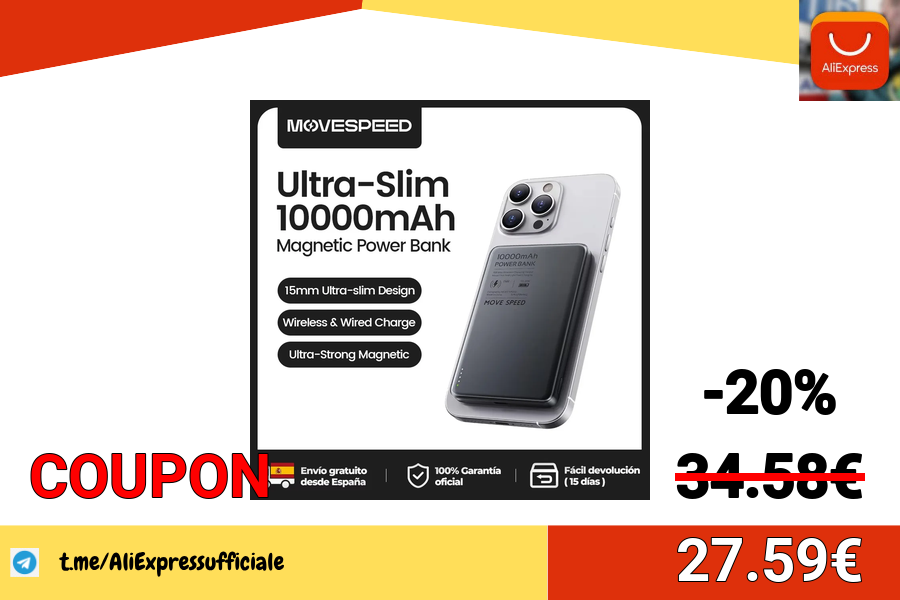 AliExpress
MOVESPEED
Ultra-Slim
10000mAh
Magnetic Power Bank
15mm Ultra-slim Design
Wireless & Wired Charge
Ultra-Strong Magnetic
10000mAh
POWER BANK
MOVE SPEED
-20%
34.58€
COUPON
Envío gratuito
desde España
100% Garantía
oficial
Fácil devolución
( 15 días )
t.me/AliExpressufficiale
27.59€